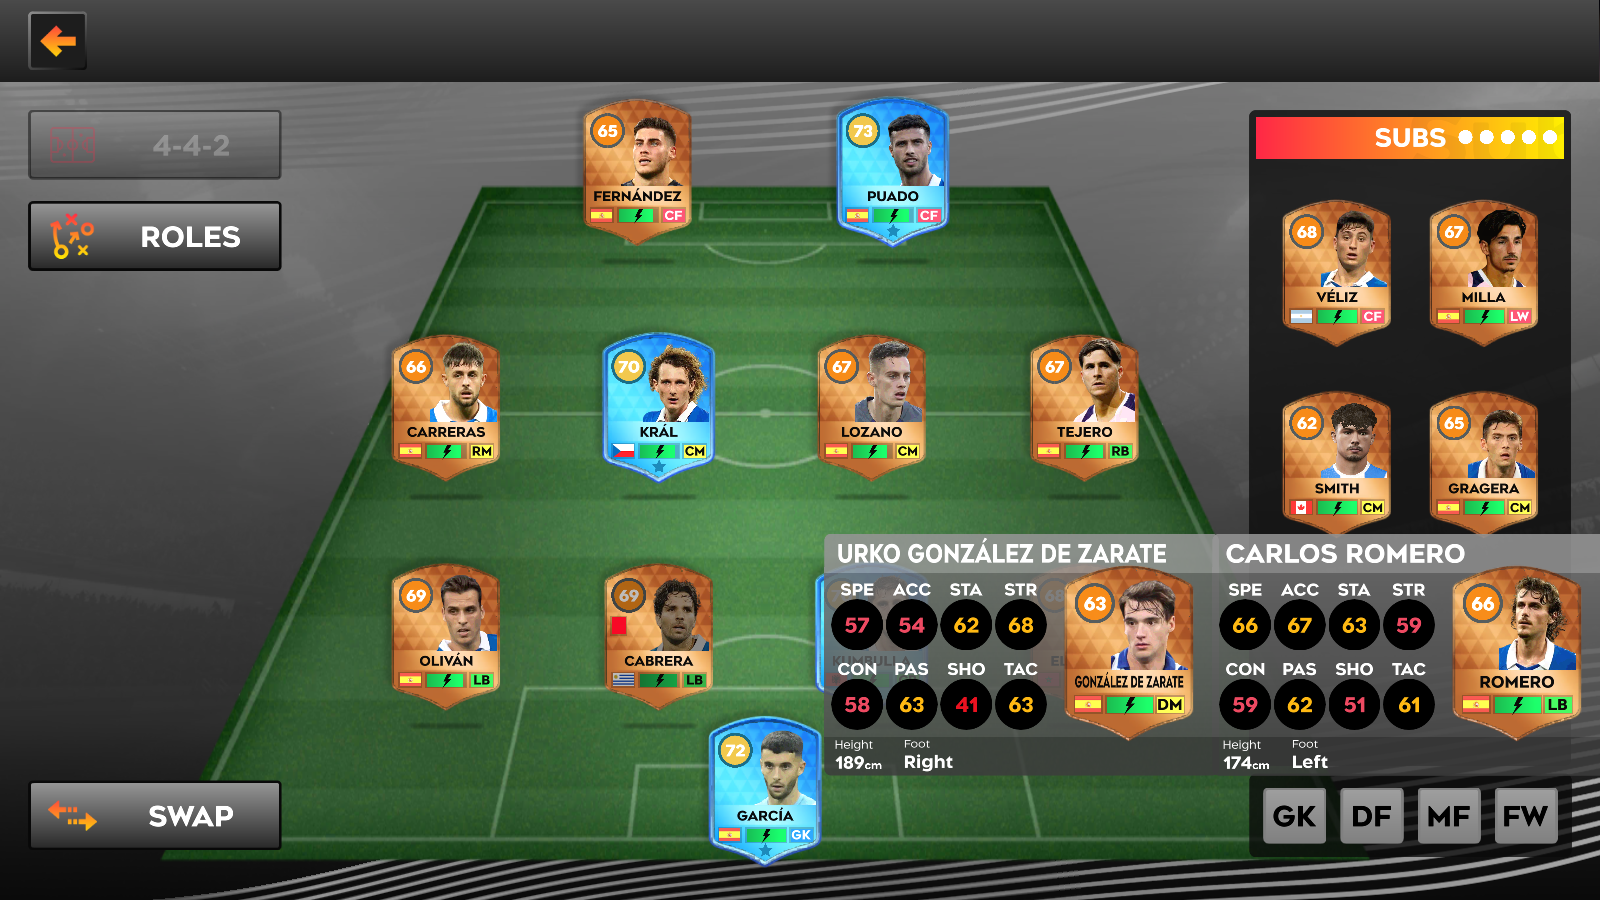 4-4-2
ROLES
SWAP
65
FERNÁNDEZ
CF
73
PUADO
CF
66
CARRERAS
RM
70
KRÁL
CM
67
LOZANO
CM
67
TEJERO
RB
69
OLIVÁN
LB
69
CABRERA
LB
KUMBULLA
68
72
GARCÍA
GK
SUBS
68
VÉLIZ
CF
67
MILLA
LW
62
SMITH
CM
65
GRAGERA
CM
URKO GONZÁLEZ DE ZARATE
SPE ACC STA STR
57 54 62 68
CON PAS SHO TAC
58 63 41 63
Height Foot
189cm Right
63
GONZÁLEZ DE ZARATE
DM
CARLOS ROMERO
SPE ACC STA STR
66 67 63 59
CON PAS SHO TAC
59 62 51 61
Height Foot
174cm Left
66
ROMERO
LB
GK DF MF FW